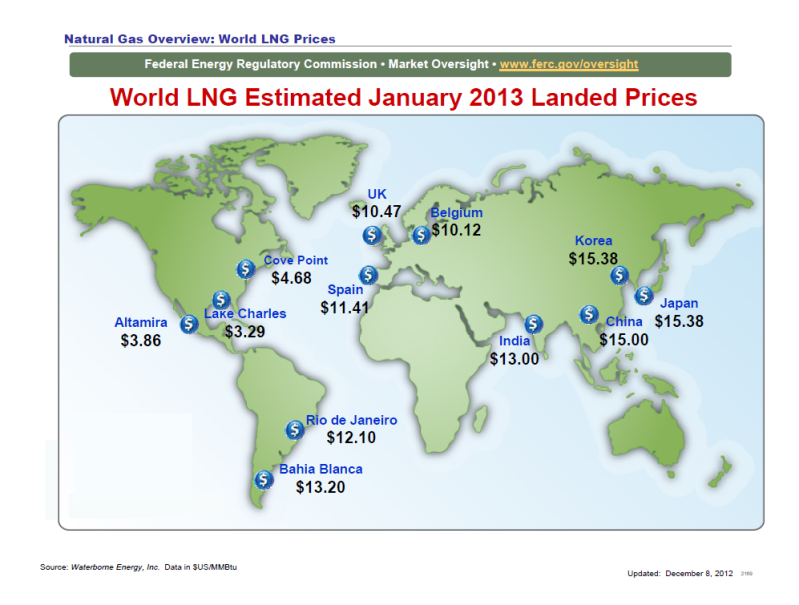 Natural Gas Overview: World LNG Prices
Federal Energy Regulatory Commission • Market Oversight • www.ferc.gov/oversight
World LNG Estimated January 2013 Landed Prices
UK
$10.47
Belgium
$10.12
Korea
$15.38
Cove Point
$4.68
Spain
$11.41
Japan
$15.38
Lake Charles
$3.29
Altamira
$3.86
China
$15.00
India
$13.00
Rio de Janeiro
$12.10
Bahia Blanca
$13.20
Source: Waterborne Energy, Inc. Data in $US/MMBtu
Updated: December 8, 2012